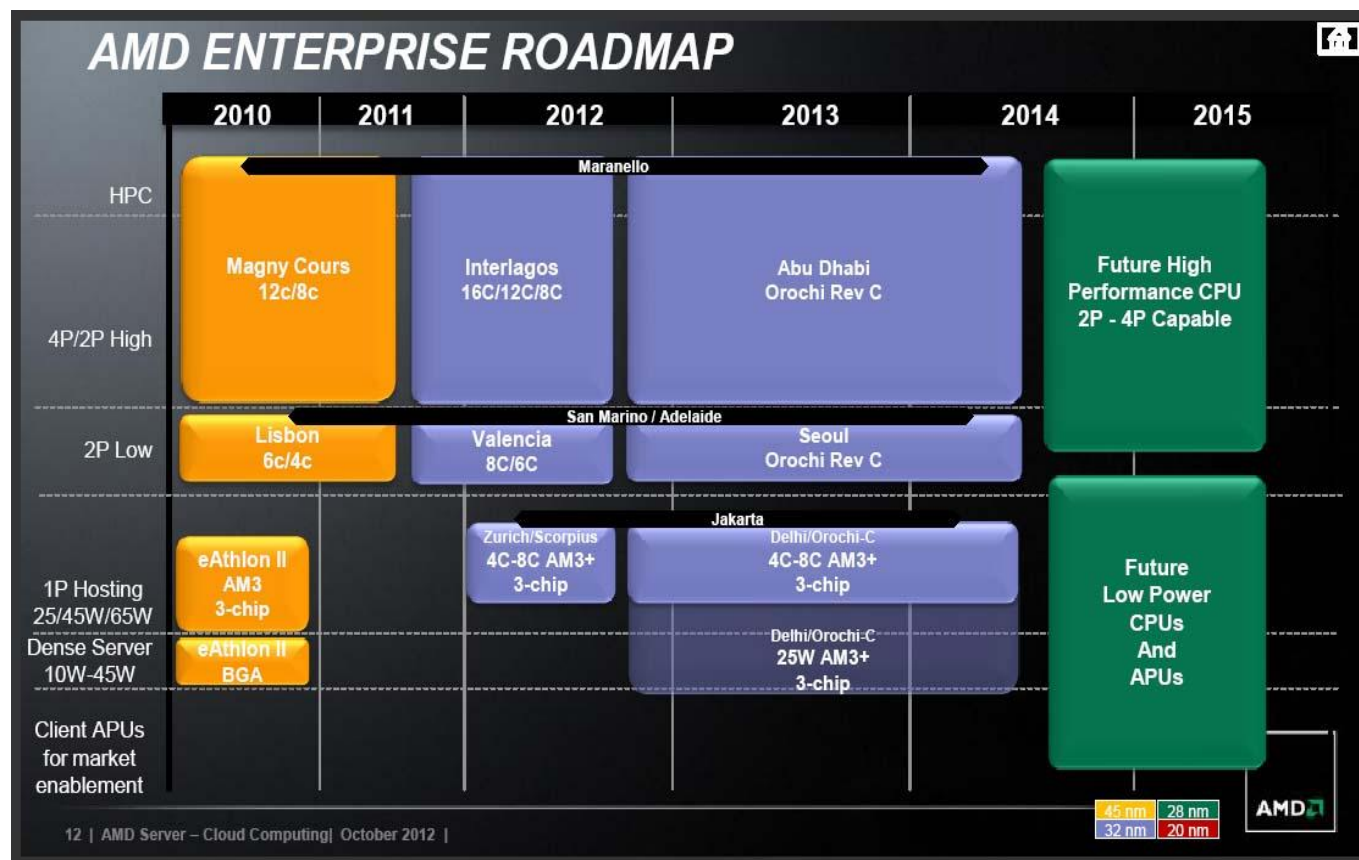 AMD ENTERPRISE ROADMAP
2010 2011 2012 2013 2014 2015
Maranello
HPC
4P/2P High
Magny Cours
12c/8c
Interlagos
16C/12C/8C
Abu Dhabi
Orochi Rev C
Future High
Performance CPU
2P - 4P Capable
San Marino / Adelaide
2P Low
Lisbon
6c/4c
Valencia
8C/6C
Seoul
Orochi Rev C
Jakarta
1P Hosting
25/45W/65W
eAthlon II
AM3
3-chip
Zurich/Scorpius
4C-8C AM3+
3-chip
Delhi/Orochi-C
4C-8C AM3+
3-chip
Future
Low Power
CPUs
And
APUs
Dense Server
10W-45W
eAthlon II
BGA
Delhi/Orochi-C
25W AM3+
3-chip
Client APUs
for market
enablement
45 nm 28 nm
32 nm 20 nm
AMD
12 | AMD Server – Cloud Computing| October 2012 |